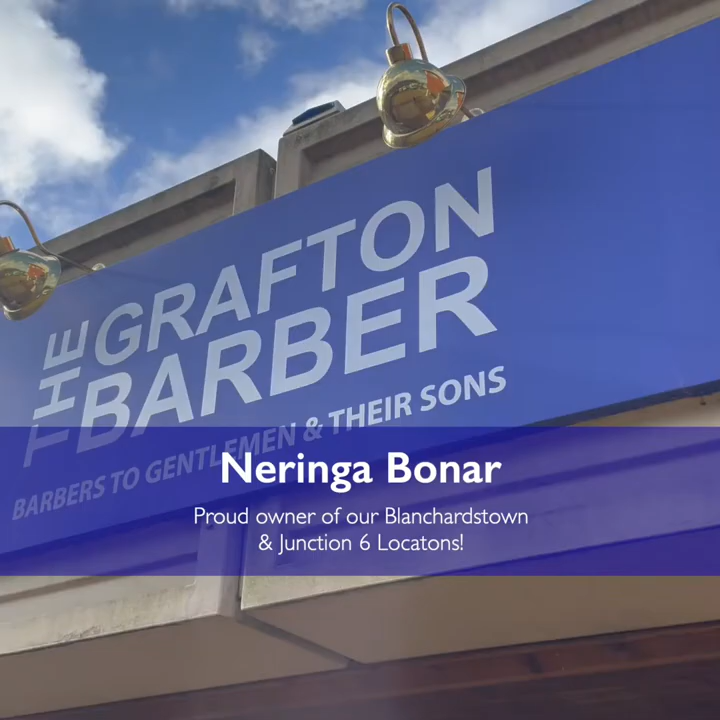 THE
GRAFTON
BARBER
BARBERS TO GENTLEMEN & THEIR SONS
Neringa Bonar
Proud owner of our Blanchardstown
& Junction 6 Locatons!